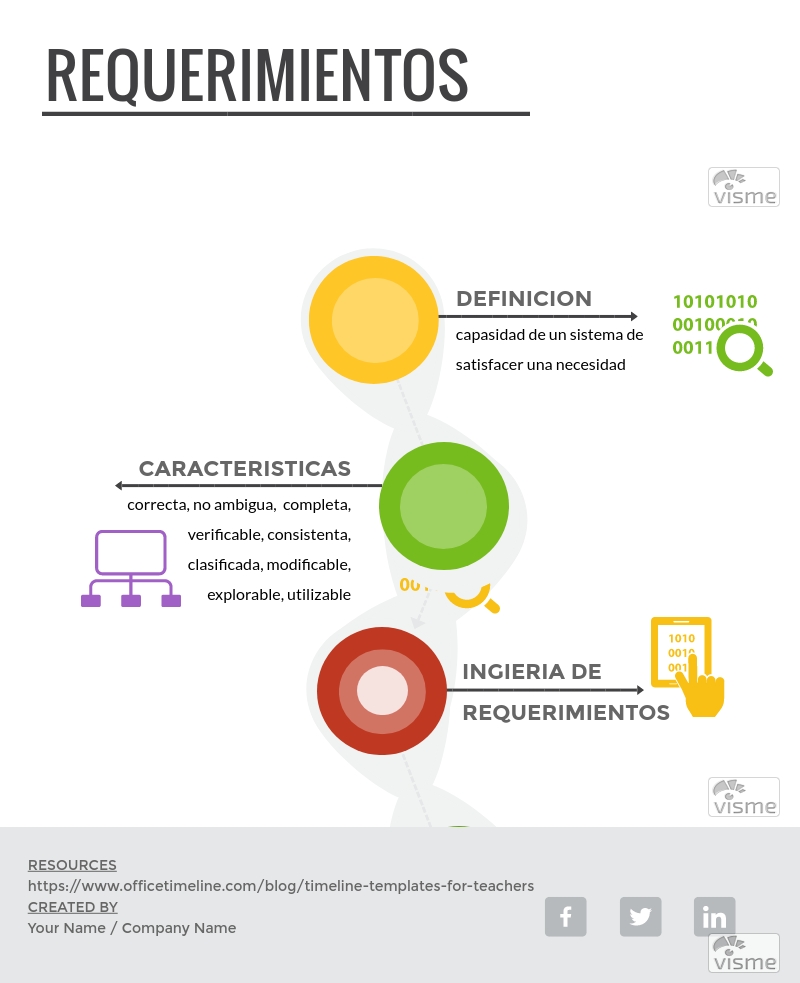 REQUERIMIENTOS
visme
DEFINICION
capasidad de un sistema de
satisfacer una necesidad
10101010
00100010
0011
CARACTERISTICAS
correcta, no ambigua, completa,
verificable, consistenta,
clasificada, modificable,
explorable, utilizable
001
INGIERIA DE
REQUERIMIENTOS
1010
0010
001
visme
RESOURCES
https://www.officetimeline.com/blog/timeline-templates-for-teachers
CREATED BY
Your Name / Company Name
f
in
visme